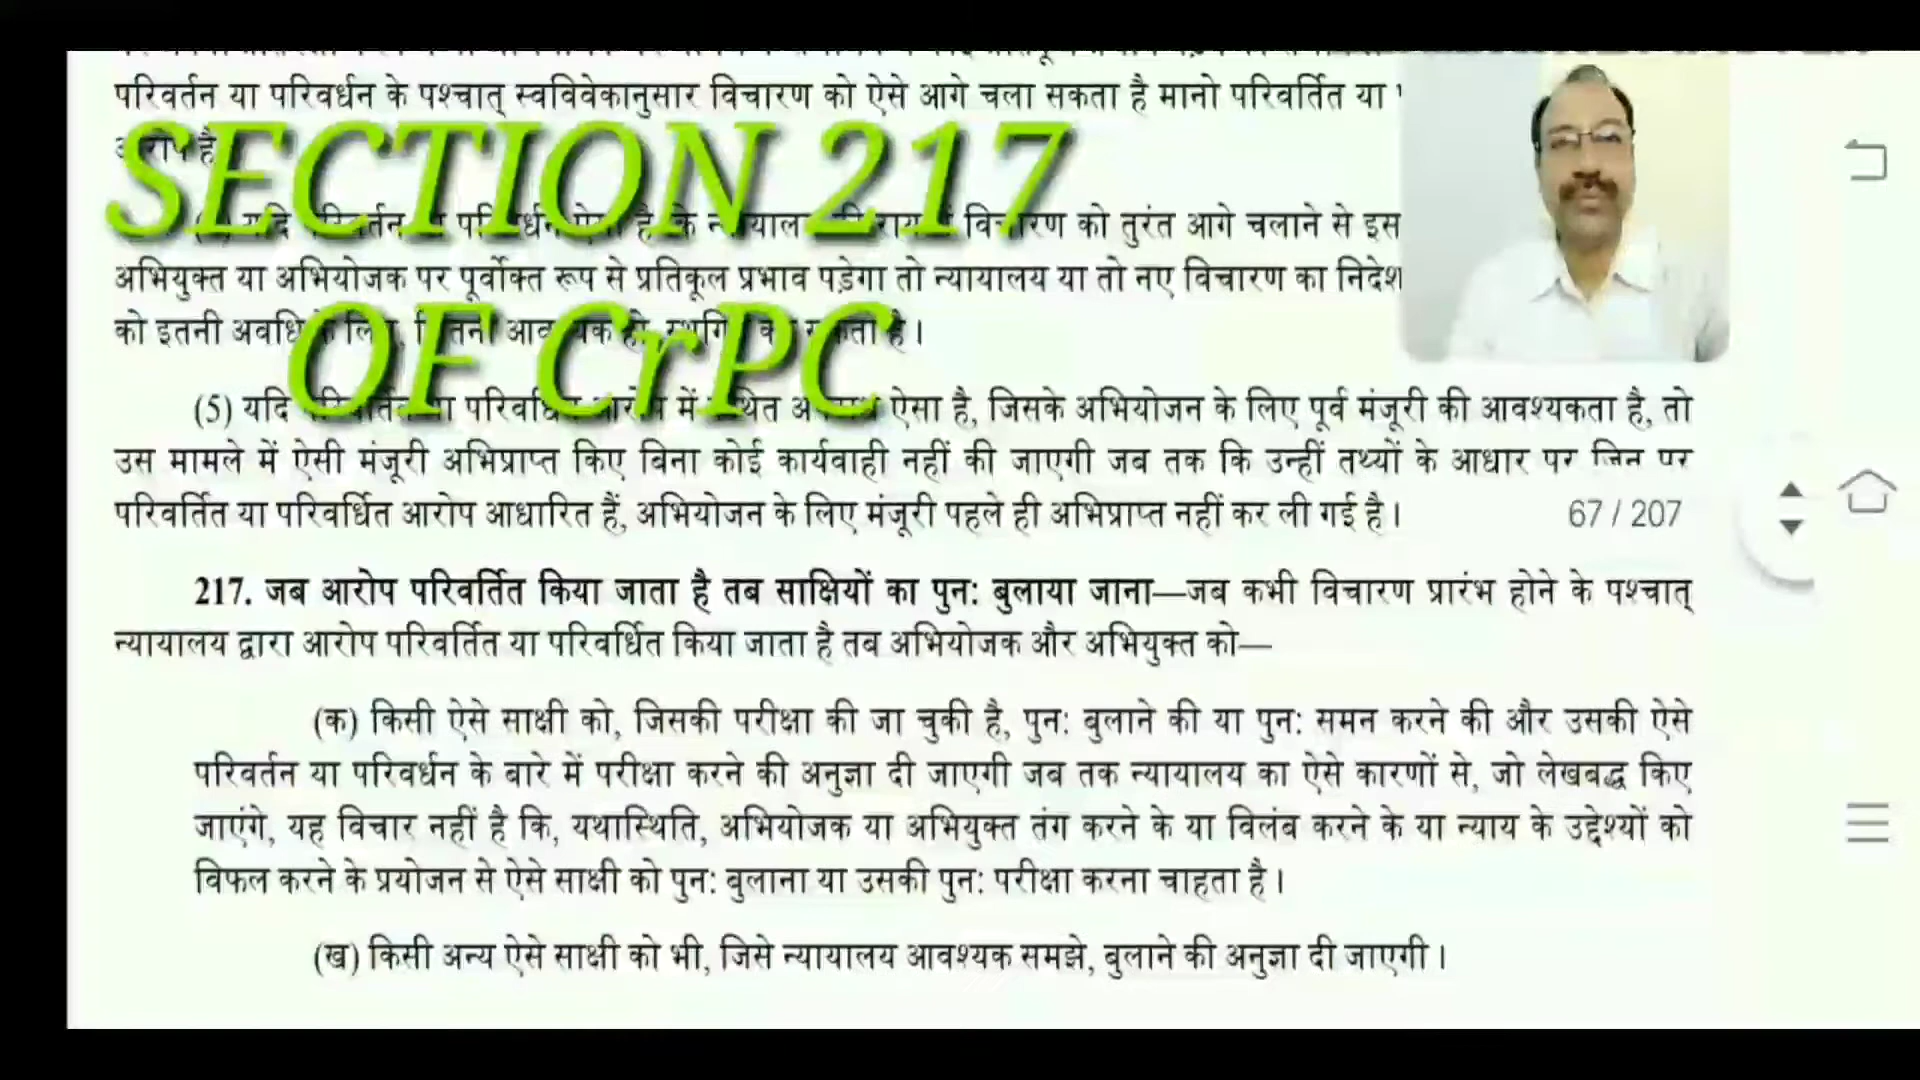 परिवर्तन या परिवर्धन के पश्चात् स्वविवेकानुसार विचारण को ऐसे आगे चला सकता है मानो परिवर्तित या
है
SECTION 217
यदि विचारण को तुरंत आगे चलाने से इस
अभियुक्त या अभियोजक पर पूर्वोक्त रूप से प्रतिकूल प्रभाव पड़ेगा तो न्यायालय या तो नए विचारण का निदेश
को इतनी अवधि है।
OF CrPC
(5) यदि या में ऐसा है, जिसके अभियोजन के लिए पूर्व मंजूरी की आवश्यकता है, तो
उस मामले में ऐसी मंजूरी अभिप्राप्त किए बिना कोई कार्यवाही नहीं की जाएगी जब तक कि उन्हीं तथ्यों के आधार पर जिन पर
परिवर्तित या परिवर्धित आरोप आधारित हैं, अभियोजन के लिए मंजूरी पहले ही अभिप्राप्त नहीं कर ली गई है।
67 / 207
217. जब आरोप परिवर्तित किया जाता है तब साक्षियों का पुन: बुलाया जाना—जब कभी विचारण प्रारंभ होने के पश्चात्
न्यायालय द्वारा आरोप परिवर्तित या परिवर्धित किया जाता है तब अभियोजक और अभियुक्त को—
(क) किसी ऐसे साक्षी को, जिसकी परीक्षा की जा चुकी है, पुन: बुलाने की या पुन: समन करने की और उसकी ऐसे
परिवर्तन या परिवर्धन के बारे में परीक्षा करने की अनुज्ञा दी जाएगी जब तक न्यायालय का ऐसे कारणों से, जो लेखबद्ध किए
जाएंगे, यह विचार नहीं है कि, यथास्थिति, अभियोजक या अभियुक्त तंग करने के या विलंब करने के या न्याय के उद्देश्यों को
विफल करने के प्रयोजन से ऐसे साक्षी को पुन: बुलाना या उसकी पुन: परीक्षा करना चाहता है।
(ख) किसी अन्य ऐसे साक्षी को भी, जिसे न्यायालय आवश्यक समझे, बुलाने की अनुज्ञा दी जाएगी।